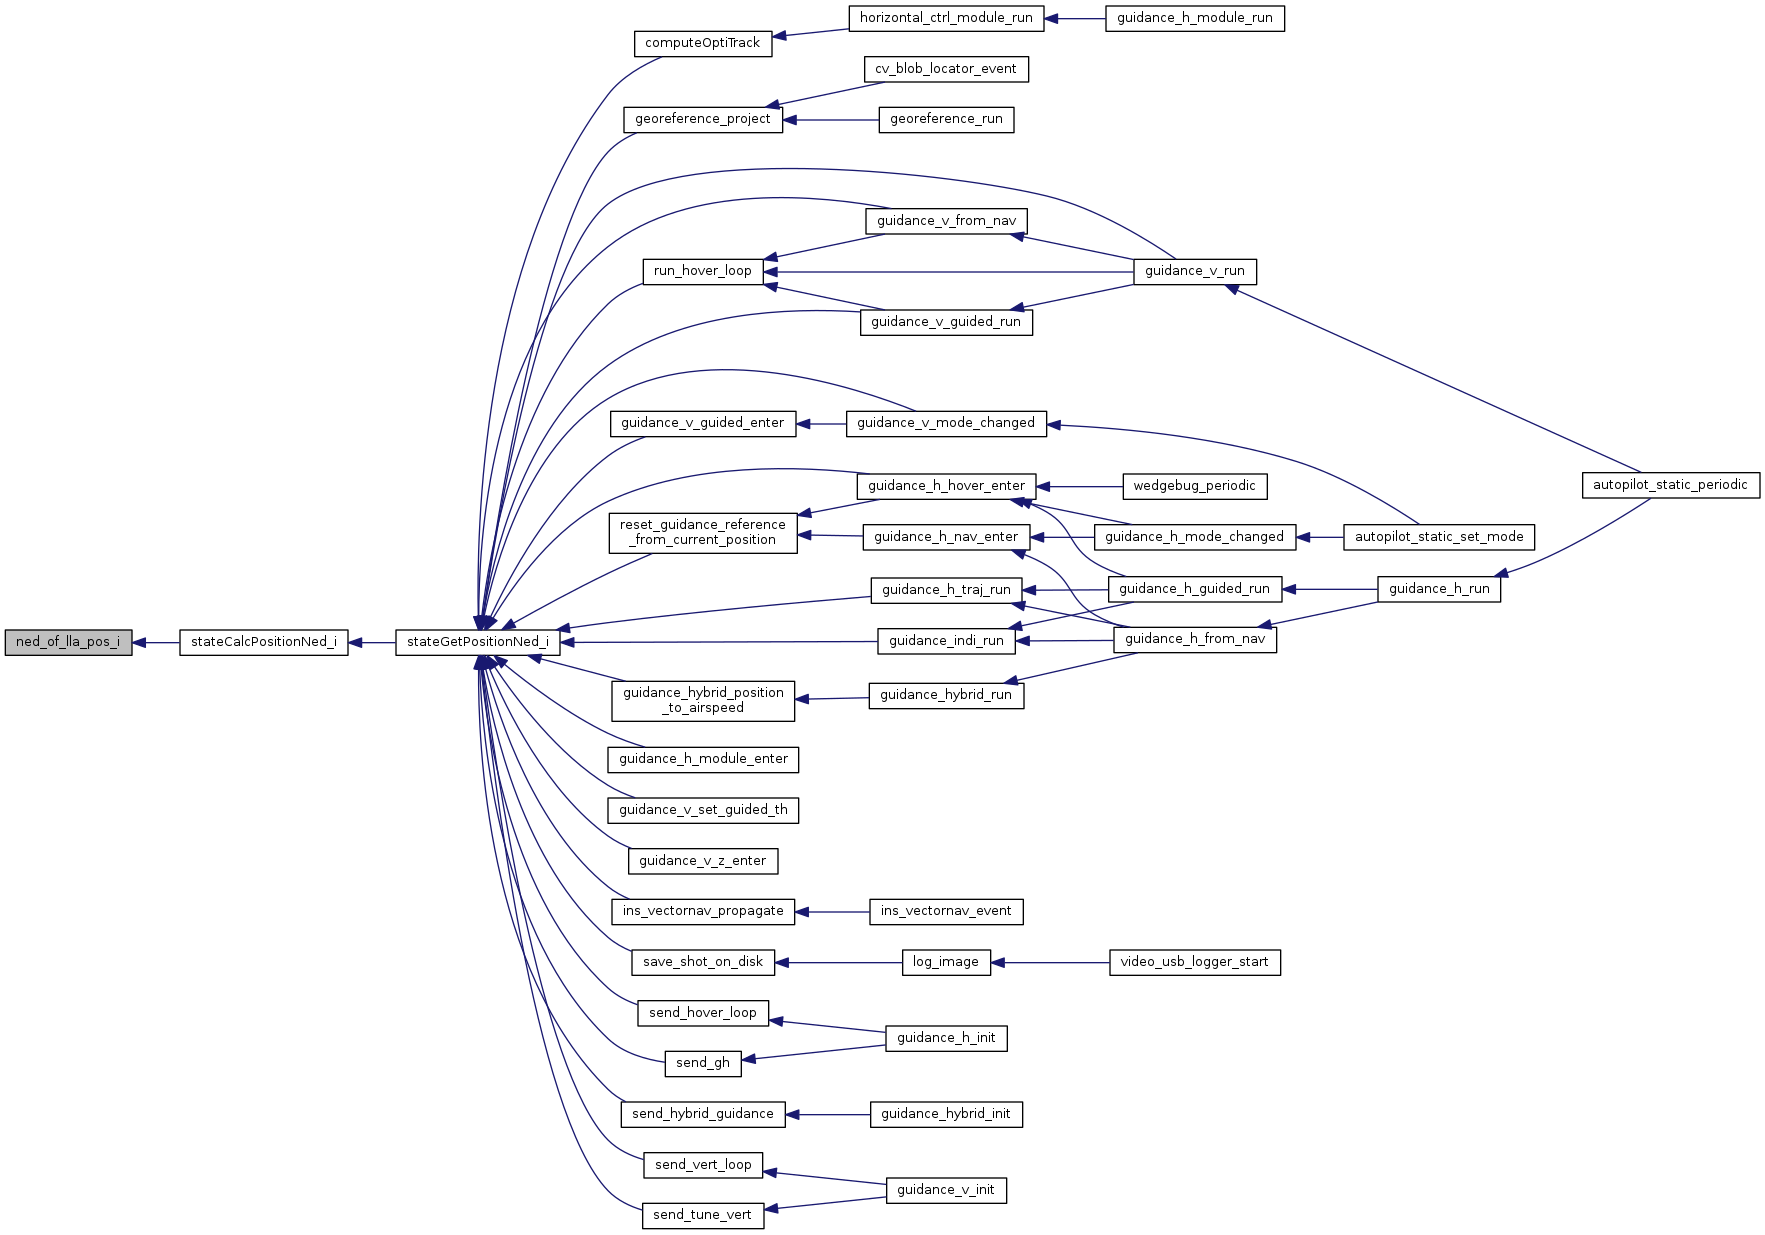 horizontal_ctrl_module_run
guidance_h_module_run
computeOptiTrack
cv_blob_locator_event
georeference_project
georeference_run
guidance_v_from_nav
run_hover_loop
guidance_v_run
guidance_v_guided_run
guidance_v_guided_enter
guidance_v_mode_changed
guidance_h_hover_enter
wedgebug_periodic
autopilot_static_periodic
reset_guidance_reference
_from_current_position
guidance_h_nav_enter
guidance_h_mode_changed
autopilot_static_set_mode
guidance_h_traj_run
guidance_h_guided_run
guidance_h_run
ned_of_lla_pos_i
stateCalcPositionNed_i
stateGetPositionNed_i
guidance_indi_run
guidance_h_from_nav
guidance_hybrid_position
_to_airspeed
guidance_hybrid_run
guidance_h_module_enter
guidance_v_set_guided_th
guidance_v_z_enter
ins_vectornav_propagate
ins_vectornav_event
save_shot_on_disk
log_image
video_usb_logger_start
send_hover_loop
guidance_h_init
send_gh
send_hybrid_guidance
guidance_hybrid_init
send_vert_loop
guidance_v_init
send_tune_vert